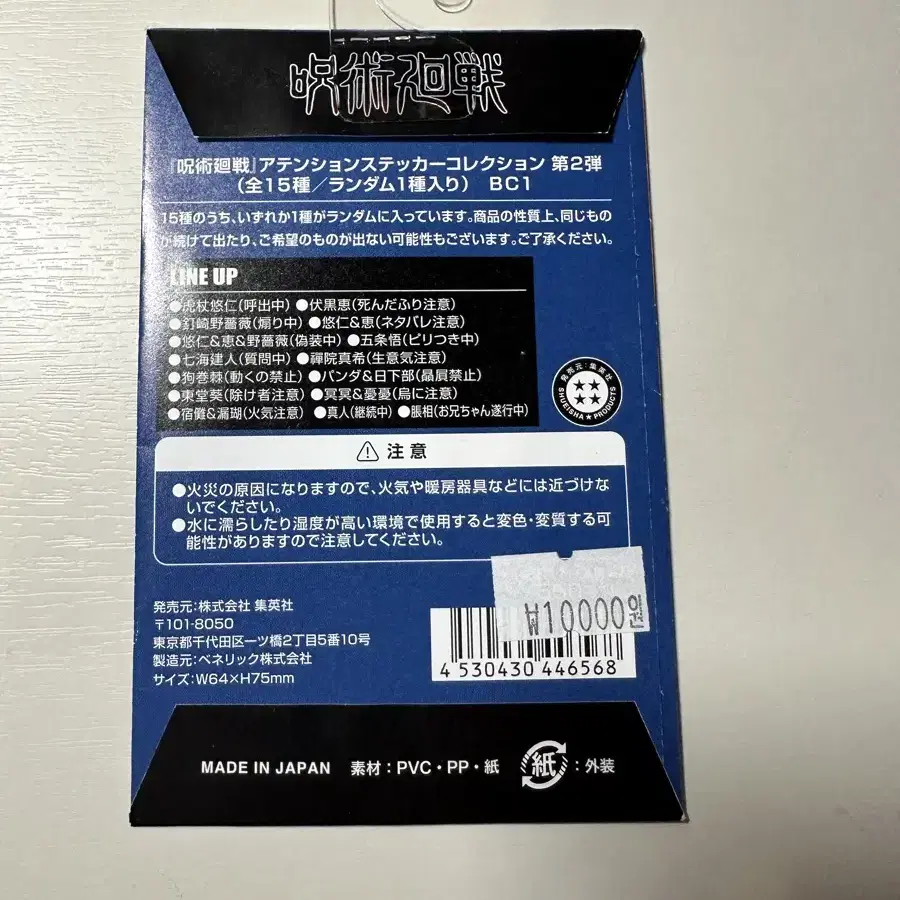 呪術廻戦
『呪術廻戦』アテンションステッカーコレクション 第2弾
（全15種／ランダム1種入り） BC1
15種のうち、いずれか1種がランダムに入っています。商品の性質上、同じもの
が続けて出たり、ご希望のものが出ない可能性もございます。ご了承ください。
LINE UP
●虎杖悠仁(呼出中) ●伏黒恵(死んだふり注意)
●釘崎野薔薇(煽り中) ●悠仁&恵(ネタバレ注意)
●悠仁&恵&野薔薇(偽装中) ●五条悟(ピリつき中)
●七海建人(質問中) ●禪院真希(生意気注意)
●狗巻棘(動くの禁止) ●パンダ&日下部(贔屓禁止)
●東堂葵(除け者注意) ●冥冥&憂憂(烏に注意)
●宿儺&漏瑚(火気注意) ●真人(継続中) ●脹相(お兄ちゃん遂行中)
発売元：集英社
SHUEISHA★PRODUCTS
注意
●火災の原因になりますので、火気や暖房器具などには近づけな
いでください。
●水に濡らしたり湿度が高い環境で使用すると変色・変質する可
能性がありますので注意してください。
₩10000원
発売元：株式会社 集英社
〒101-8050
東京都千代田区一ツ橋2丁目5番10号
製造元：ベネリック株式会社
サイズ：W64×H75mm
4 530430 446568
MADE IN JAPAN 素材：PVC・PP・紙 紙：外装